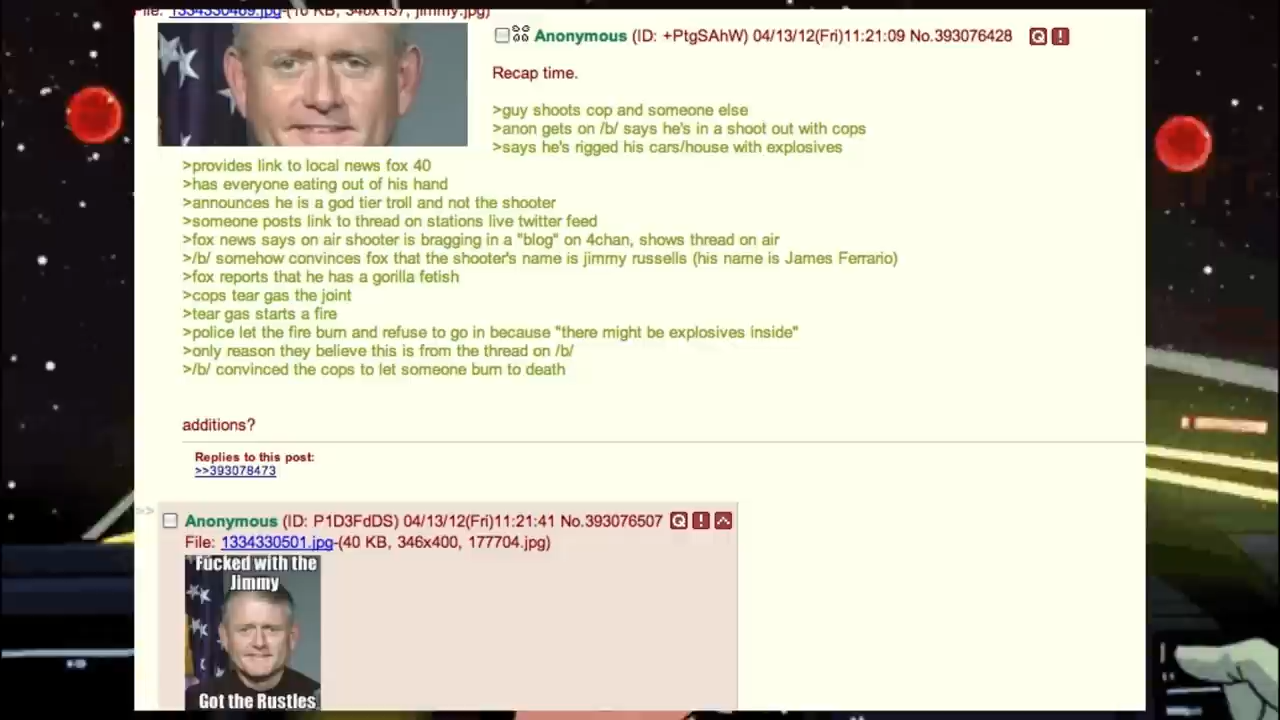 File: 1334330469.jpg-(10 KB, 346x137, jimmy.jpg)
Anonymous (ID: +PtgSAhW) 04/13/12(Fri)11:21:09 No.393076428 Q !
Recap time.
>guy shoots cop and someone else
>anon gets on /b/ says he's in a shoot out with cops
>says he's rigged his cars/house with explosives
>provides link to local news fox 40
>has everyone eating out of his hand
>announces he is a god tier troll and not the shooter
>someone posts link to thread on stations live twitter feed
>fox news says on air shooter is bragging in a "blog" on 4chan, shows thread on air
>/b/ somehow convinces fox that the shooter's name is jimmy russells (his name is James Ferrario)
>fox reports that he has a gorilla fetish
>cops tear gas the joint
>tear gas starts a fire
>police let the fire burn and refuse to go in because "there might be explosives inside"
>only reason they believe this is from the thread on /b/
>/b/ convinced the cops to let someone burn to death
additions?
Replies to this post:
>>393078473
>> Anonymous (ID: P1D3FdDS) 04/13/12(Fri)11:21:41 No.393076507 Q !
File: 1334330501.jpg-(40 KB, 346x400, 177704.jpg)
Fucked with the
Jimmy
Got the Rustles